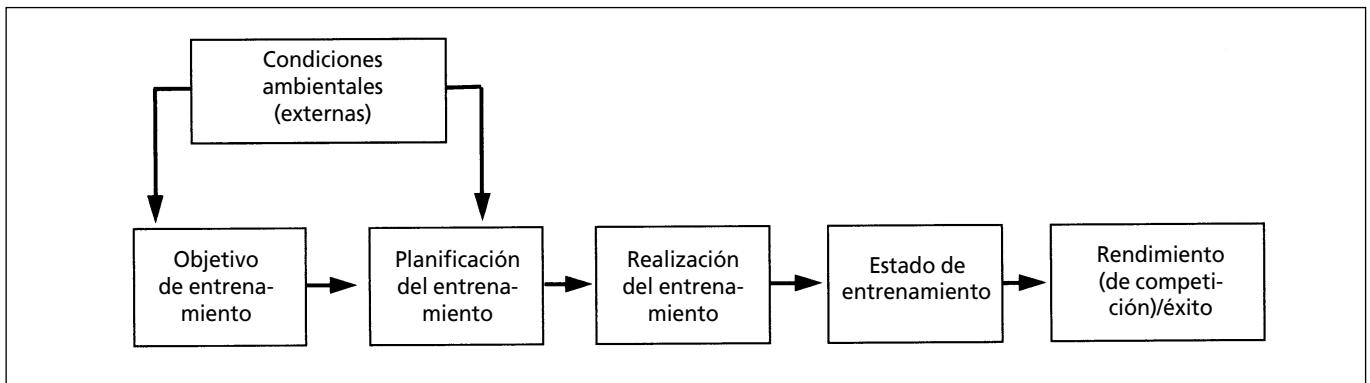 Condiciones
ambientales
(externas)
Objetivo
de entrena-
miento
Planificación
del entrena-
miento
Realización
del entrena-
miento
Estado de
entrenamiento
Rendimiento
(de competi-
ción)/éxito